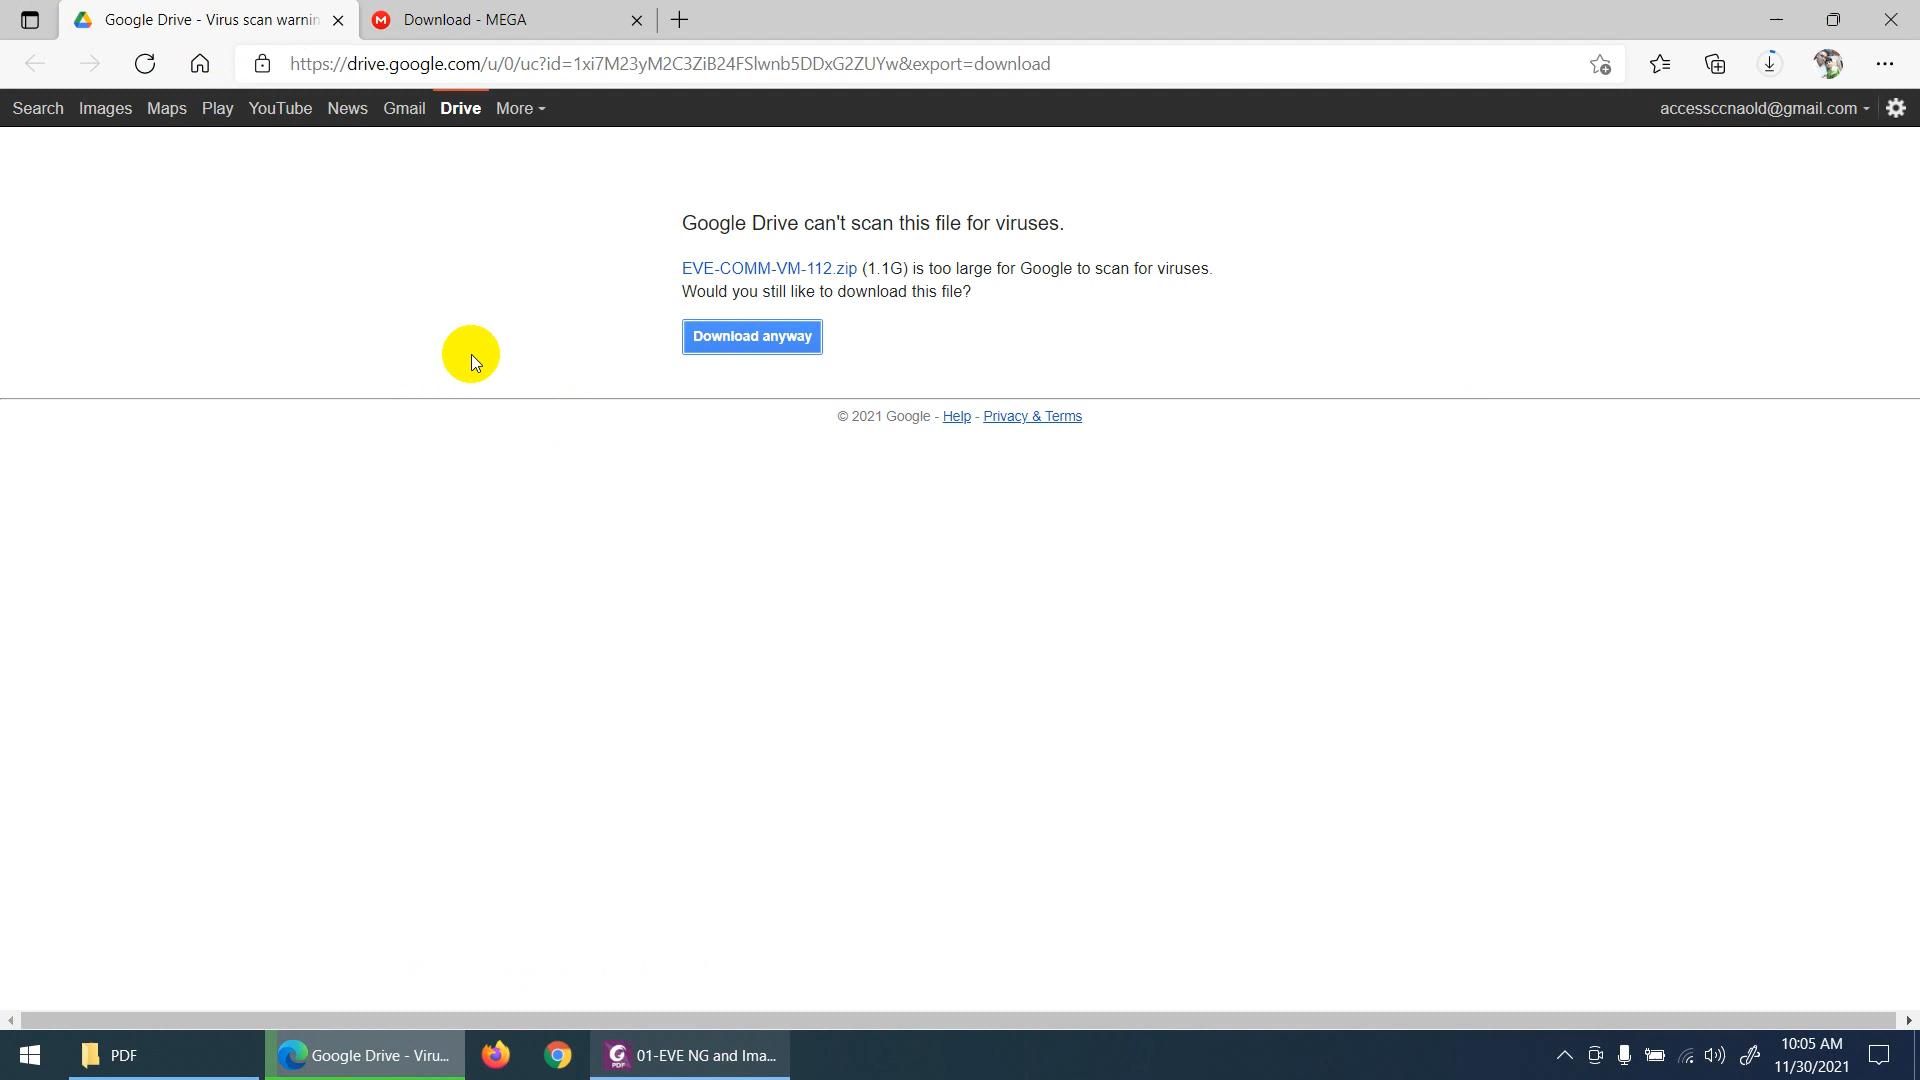 Google Drive - Virus scan warnin
Download - MEGA
https://drive.google.com/u/0/uc?id=1xi7M23yM2C3ZiB24FSlwnb5DDxG2ZUYw&export=download
Search Images Maps Play YouTube News Gmail Drive More
accessccnaold@gmail.com
Google Drive can't scan this file for viruses.
EVE-COMM-VM-112.zip (1.1G) is too large for Google to scan for viruses.
Would you still like to download this file?
Download anyway
© 2021 Google - Help - Privacy & Terms
PDF
Google Drive - Viru...
01-EVE NG and Ima...
10:05 AM
11/30/2021